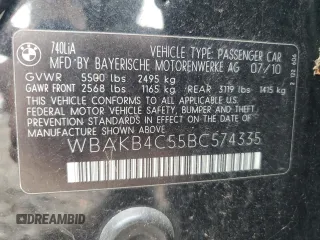 BMW
740LiA VEHICLE TYPE: PASSENGER CAR
MFD BY BAYERISCHE MOTORENWERKE AG 07/10
GVWR 5590 lbs 2495 kg
GAWR FRONT 2568 lbs 1165 kg REAR 3119 lbs 1415 kg
THIS VEHICLE CONFORMS TO ALL APPLICABLE U.S.
FEDERAL MOTOR VEHICLE SAFETY, BUMPER, AND
THEFT PREVENTION STANDARDS IN EFFECT ON THE
DATE OF MANUFACTURE SHOWN ABOVE.
WBAKB4C55BC574335
DREAMBID